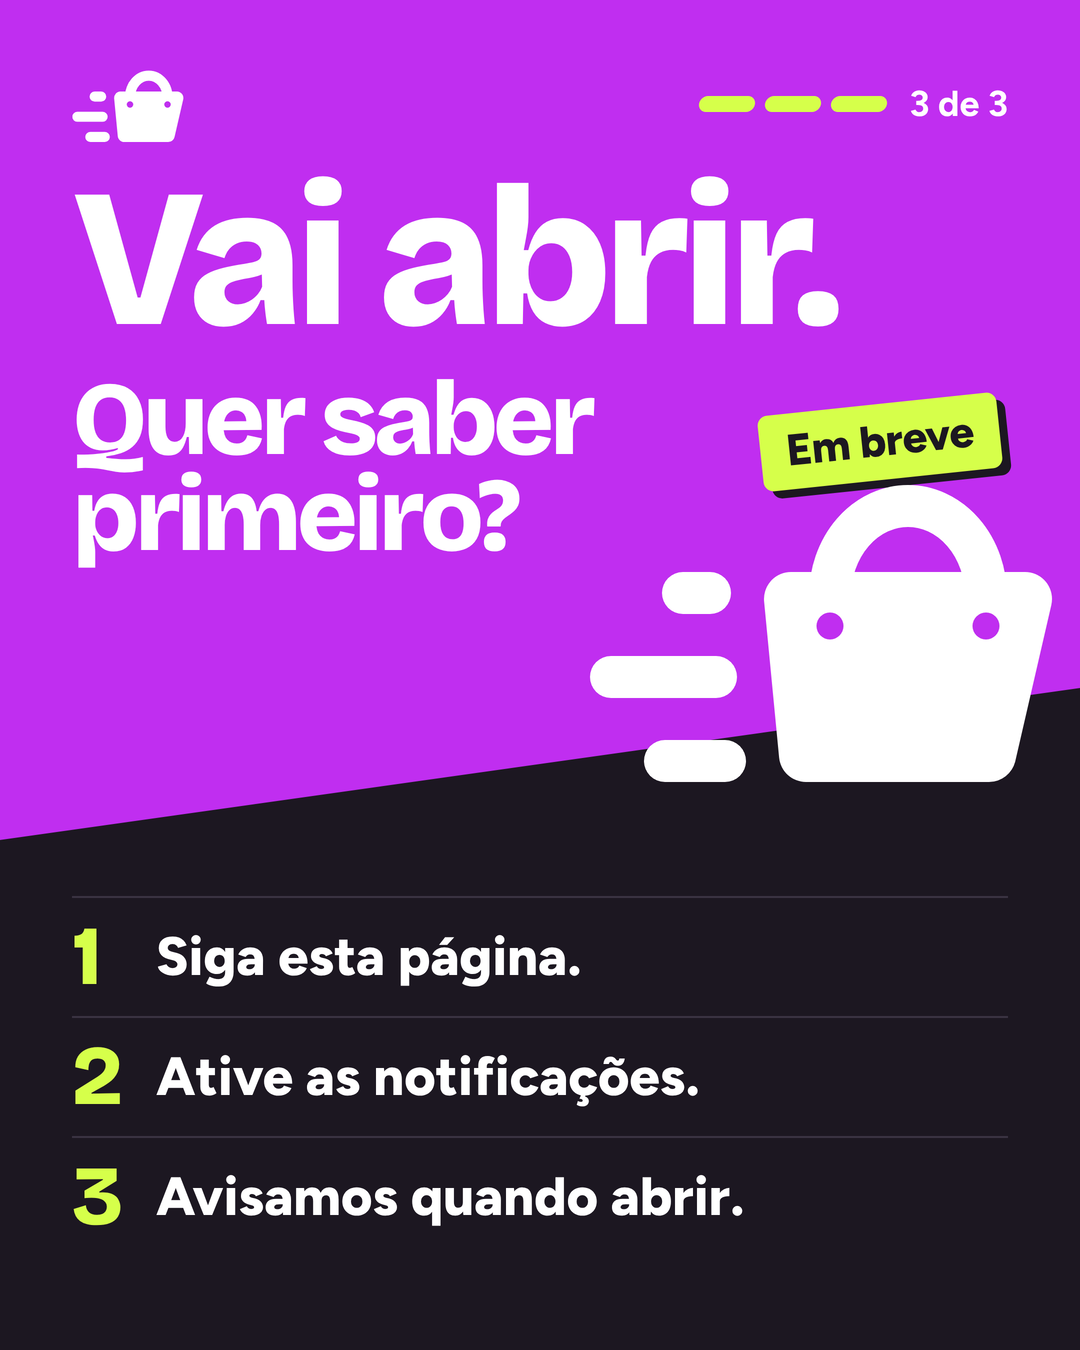 3 de 3
Vai abrir.
Quer saber
primeiro?
Em breve
1 Siga esta página.
2 Ative as notificações.
3 Avisamos quando abrir.